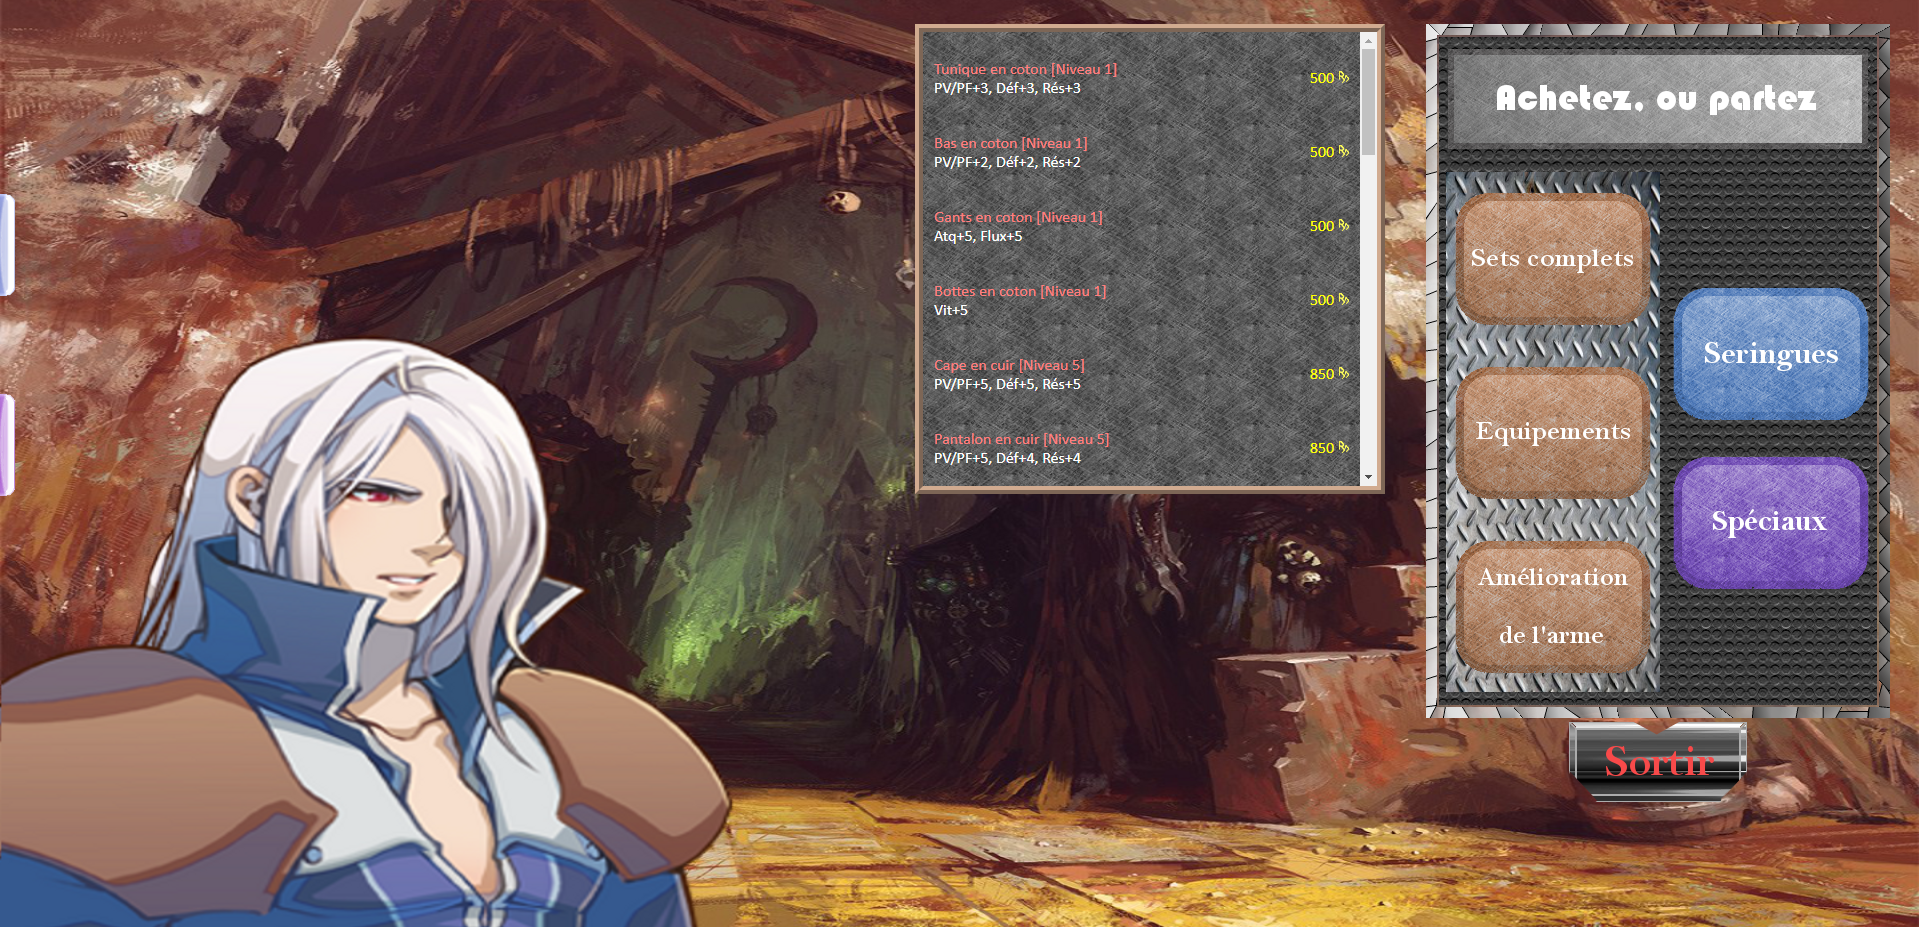 Tunique en coton [Niveau 1]
PV/PF+3, Déf+3, Rés+3
500
Bas en coton [Niveau 1]
PV/PF+2, Déf+2, Rés+2
500
Gants en coton [Niveau 1]
Atq+5, Flux+5
500
Bottes en coton [Niveau 1]
Vit+5
500
Cape en cuir [Niveau 5]
PV/PF+5, Déf+5, Rés+5
850
Pantalon en cuir [Niveau 5]
PV/PF+5, Déf+4, Rés+4
850
Achetez, ou partez
Sets complets
Equipements
Amélioration
de l'arme
Seringues
Spéciaux
Sortir